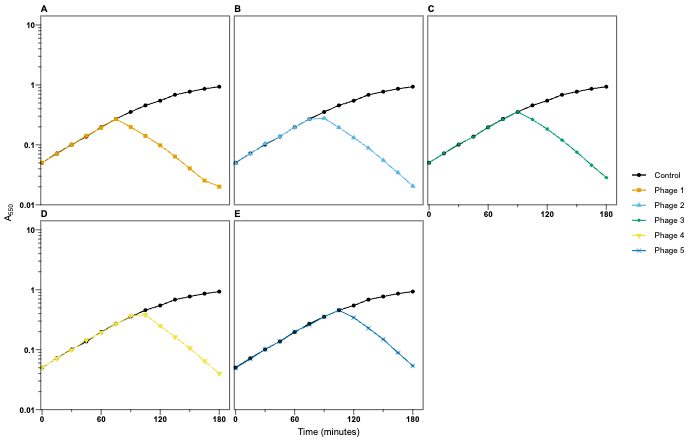 A
B
C
10
1
0.1
0.01
0
60
120
180
Control
Phage 1
Phage 2
Phage 3
Phage 4
Phage 5
A550
D
E
10
1
0.1
0.01
0
60
120
180
0
60
120
180
Time (minutes)